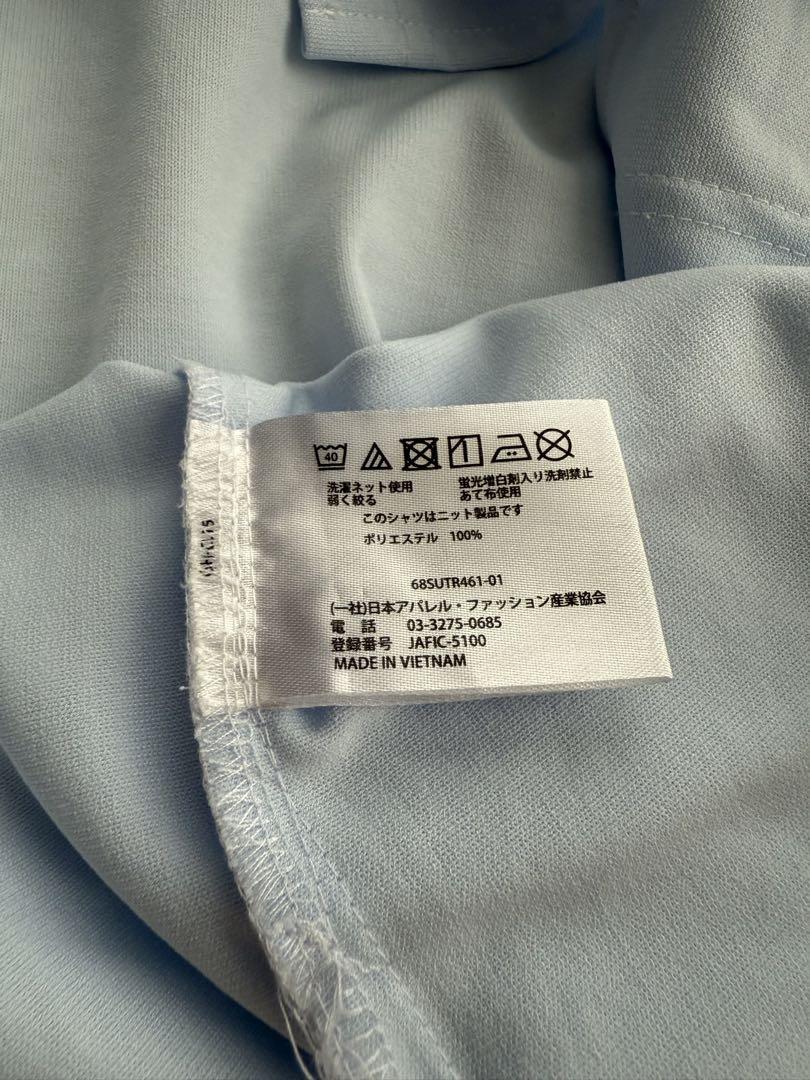 40
洗濯ネット使用 蛍光増白剤入り洗剤禁止
弱く絞る あて布使用
このシャツはニット製品です
ポリエステル 100%
68SUTR461-01
(一社)日本アパレル・ファッション産業協会
電 話 03-3275-0685
登録番号 JAFIC-5100
MADE IN VIETNAM